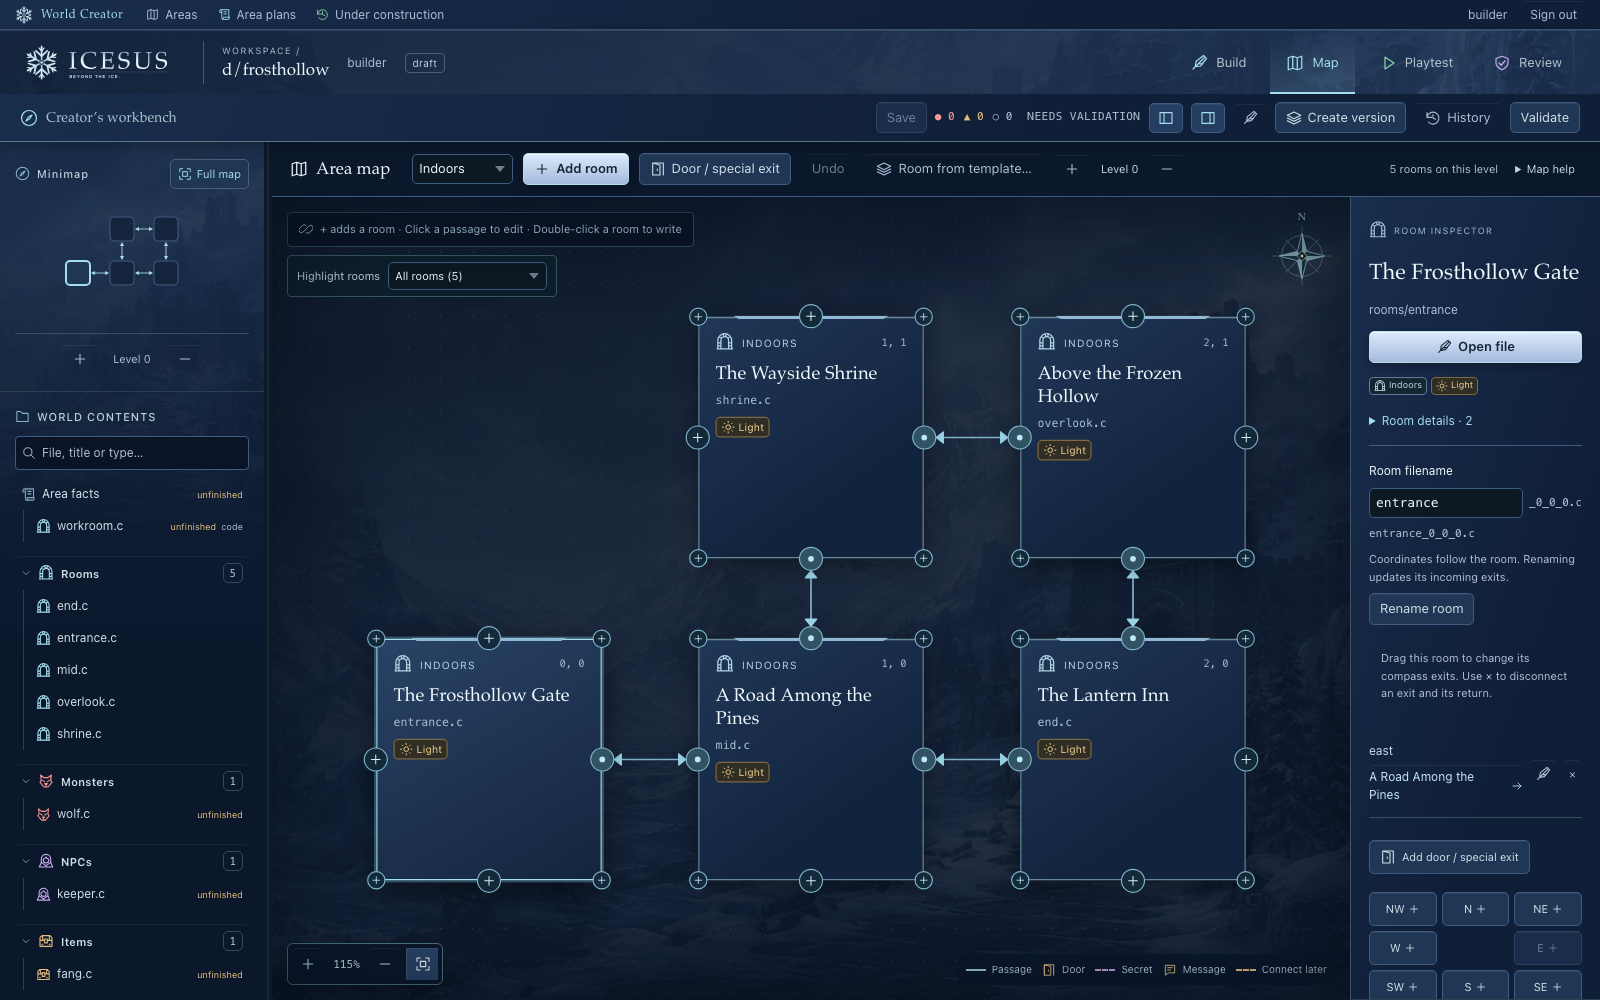 World Creator
Areas
Area plans
Under construction
builder
Sign out
ICESUS
BEYOND THE ICE.
WORKSPACE /
d/frosthollow
builder
draft
Build
Map
Playtest
Review
Creator's workbench
Save
0
0
0
NEEDS VALIDATION
Create version
History
Validate
Minimap
Full map
Level 0
WORLD CONTENTS
File, title or type...
Area facts
unfinished
workroom.c
unfinished code
Rooms
5
end.c
entrance.c
mid.c
overlook.c
shrine.c
Monsters
1
wolf.c
unfinished
NPCs
1
keeper.c
unfinished
Items
1
fang.c
unfinished
Area map
Indoors
+ Add room
Door / special exit
Undo
Room from template...
+ Level 0 −
5 rooms on this level
Map help
+ adds a room · Click a passage to edit · Double-click a room to write
Highlight rooms
All rooms (5)
N
INDOORS
1, 1
The Wayside Shrine
shrine.c
Light
INDOORS
2, 1
Above the Frozen
Hollow
overlook.c
Light
INDOORS
0, 0
The Frosthollow Gate
entrance.c
Light
INDOORS
1, 0
A Road Among the
Pines
mid.c
Light
INDOORS
2, 0
The Lantern Inn
end.c
Light
+ 115% −
Passage
Door
Secret
Message
Connect later
ROOM INSPECTOR
The Frosthollow Gate
rooms/entrance
Open file
Indoors
Light
Room details · 2
Room filename
entrance
_0_0_0.c
entrance_0_0_0.c
Coordinates follow the room. Renaming
updates its incoming exits.
Rename room
Drag this room to change its
compass exits. Use × to disconnect
an exit and its return.
east
A Road Among the
Pines
→
×
Add door / special exit
NW +
N +
NE +
W +
E +
SW +
S +
SE +